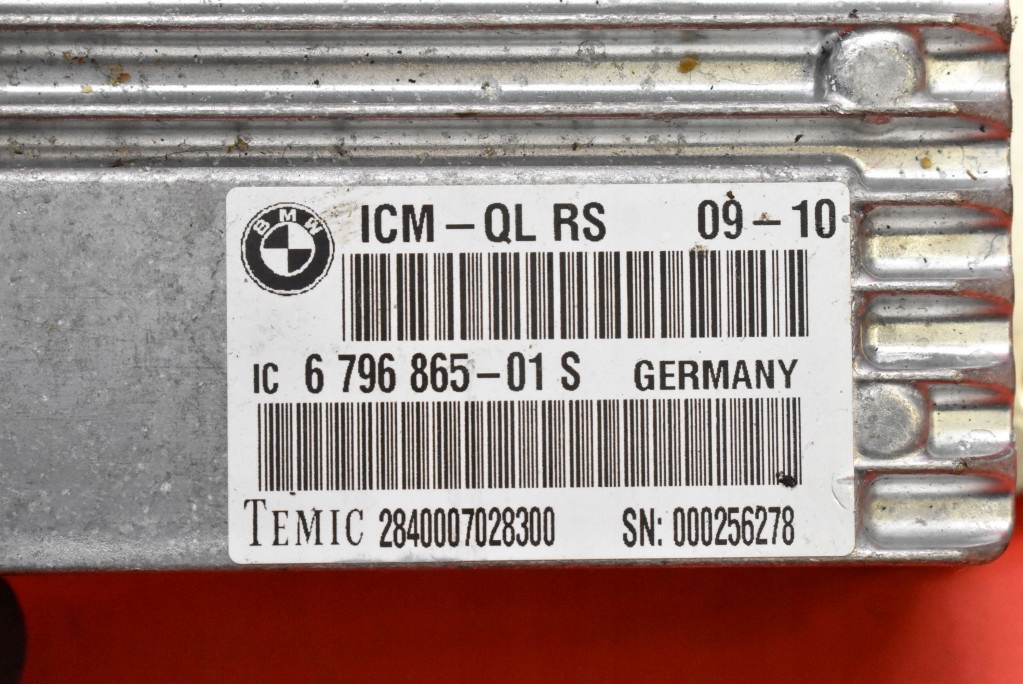 BMW
ICM – QL RS 09 – 10
IC 6 796 865 – 01 S GERMANY
TEMIC 2840007028300 SN: 000256278